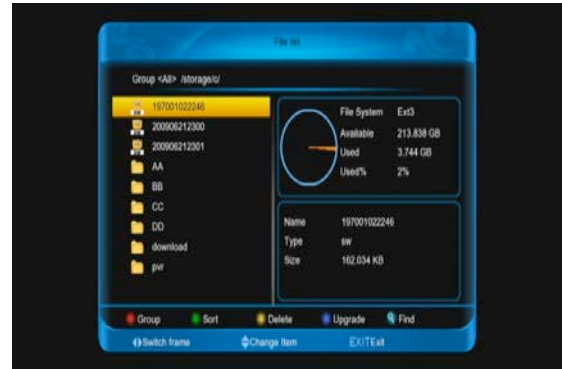 File list
Group <All> /storage/c/
197001022246
200906212300
200906212301
AA
BB
CC
DD
download
pvr
File System Ext3
Available 213.838 GB
Used 3.744 GB
Used% 2%
Name 197001022246
Type sw
Size 162.034 KB
Group Sort Delete Upgrade Find
Switch frame Change Item EXIT Exit